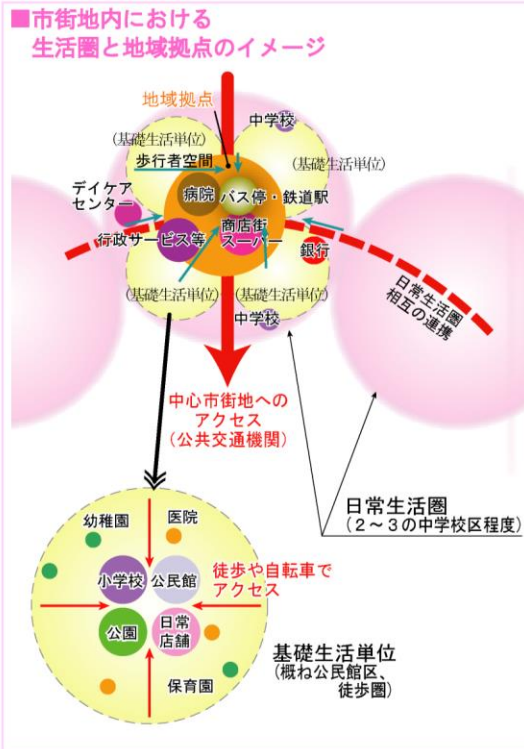 ■市街地内における
生活圏と地域拠点のイメージ
地域拠点
中学校
(基礎生活単位)
(基礎生活単位)
歩行者空間
デイケア
センター
病院
バス停・鉄道駅
商店街
スーパー
行政サービス等
銀行
(基礎生活単位)
(基礎生活単位)
中学校
日常生活圏
相互の連携
中心市街地への
アクセス
(公共交通機関)
日常生活圏
(2〜3の中学校区程度)
幼稚園
医院
小学校
公民館
徒歩や自転車で
アクセス
公園
日常
店舗
保育園
基礎生活単位
(概ね公民館区、
徒歩圏)